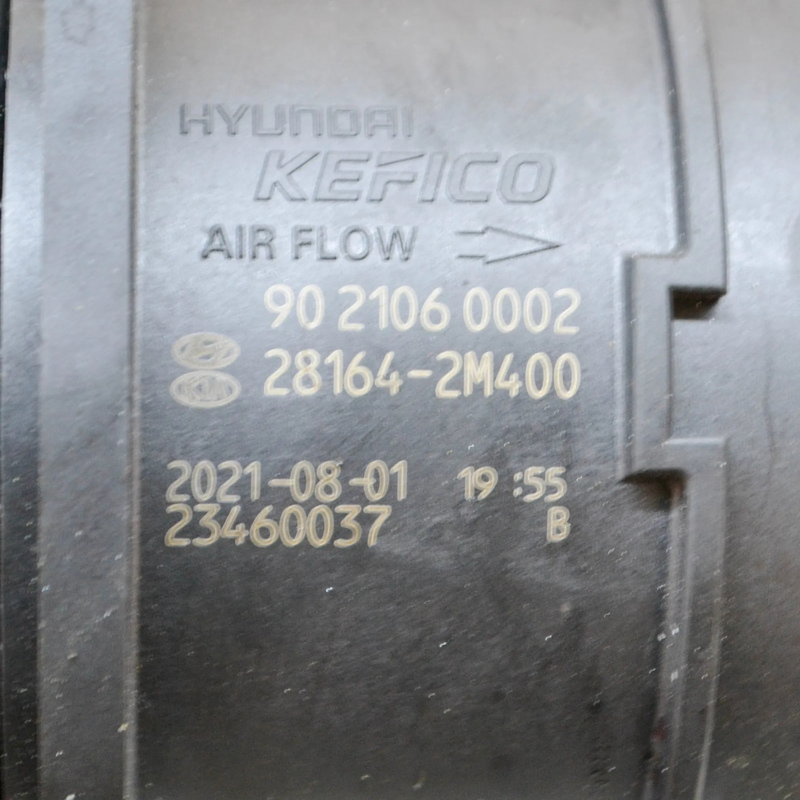 HYUNDAI
KEFICO
AIR FLOW
90 2106 0002
28164-2M400
2021-08-01 19:55
23460037 B